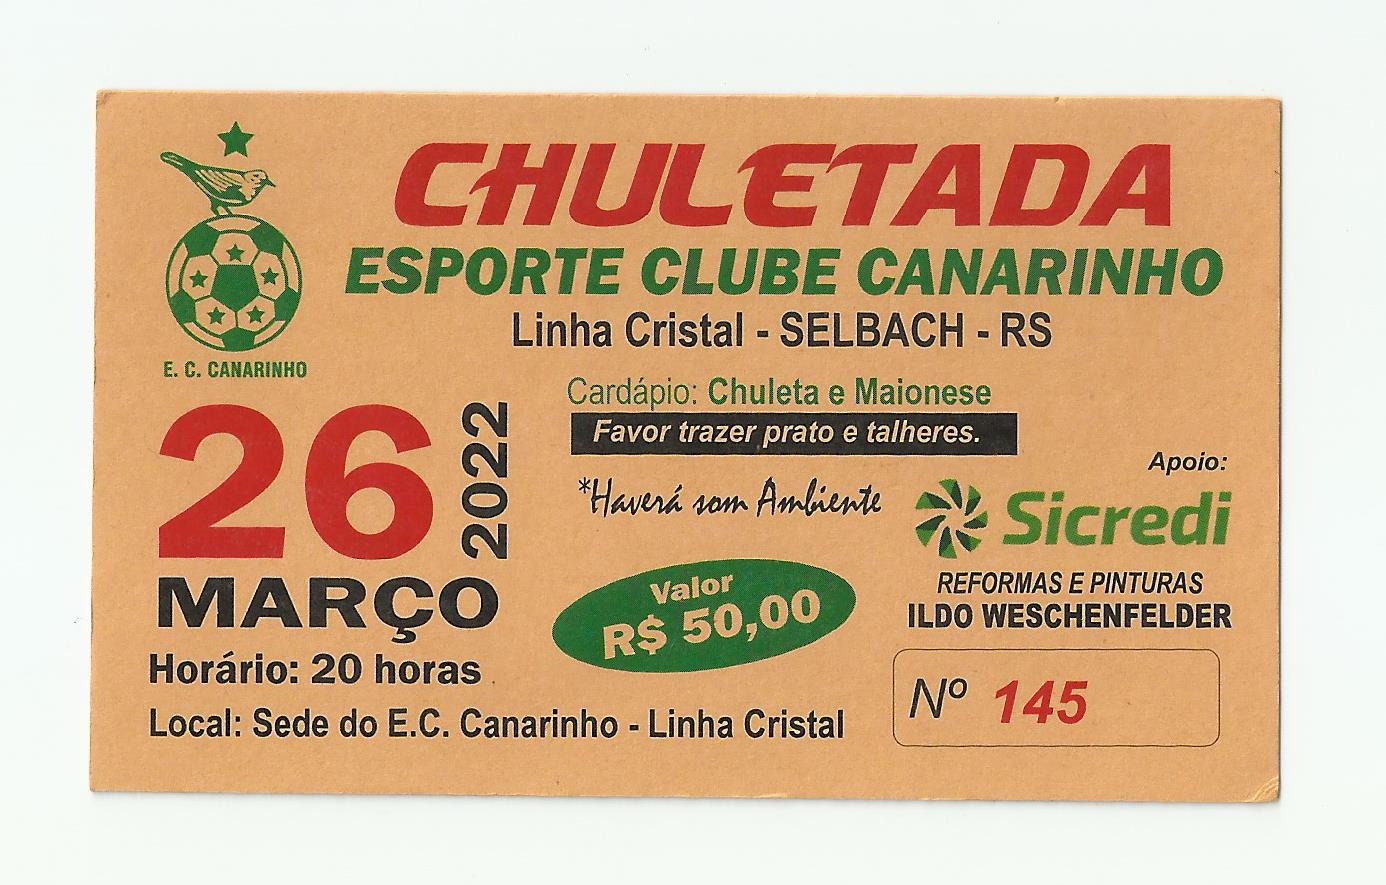 CHULETADA
ESPORTE CLUBE CANARINHO
Linha Cristal - SELBACH - RS
E. C. CANARINHO
Cardápio: Chuleta e Maionese
Favor trazer prato e talheres.
*Haverá som Ambiente
26
2022
MARÇO
Horário: 20 horas
Local: Sede do E.C. Canarinho - Linha Cristal
Valor
R$ 50,00
Apoio:
Sicredi
REFORMAS E PINTURAS
ILDO WESCHENFELDER
Nº 145